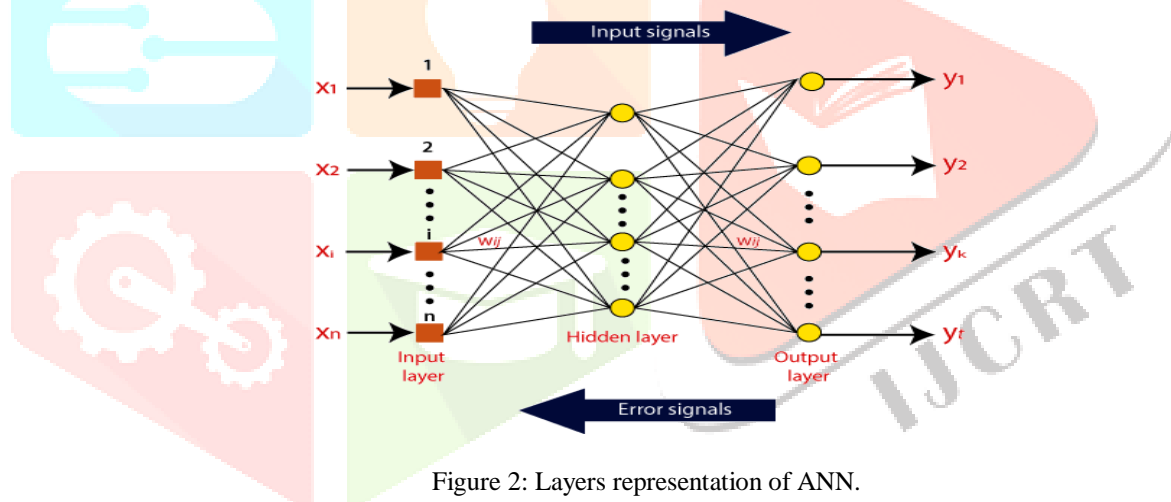 Input signals
1
x₁
y₁
2
x₂
y₂
i
xᵢ
wᵢⱼ
wᵢⱼ
yₖ
n
xₙ
yₜ
Hidden layer
Input
layer
Output
layer
IJCRT
Error signals
Figure 2: Layers representation of ANN.